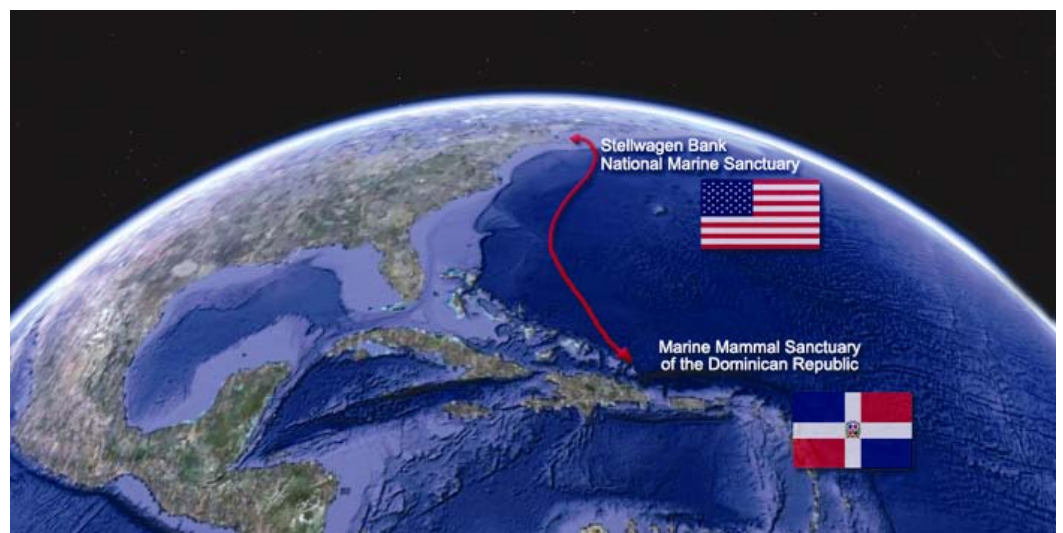 Stellwagen Bank
National Marine Sanctuary
Marine Mammal Sanctuary
of the Dominican Republic